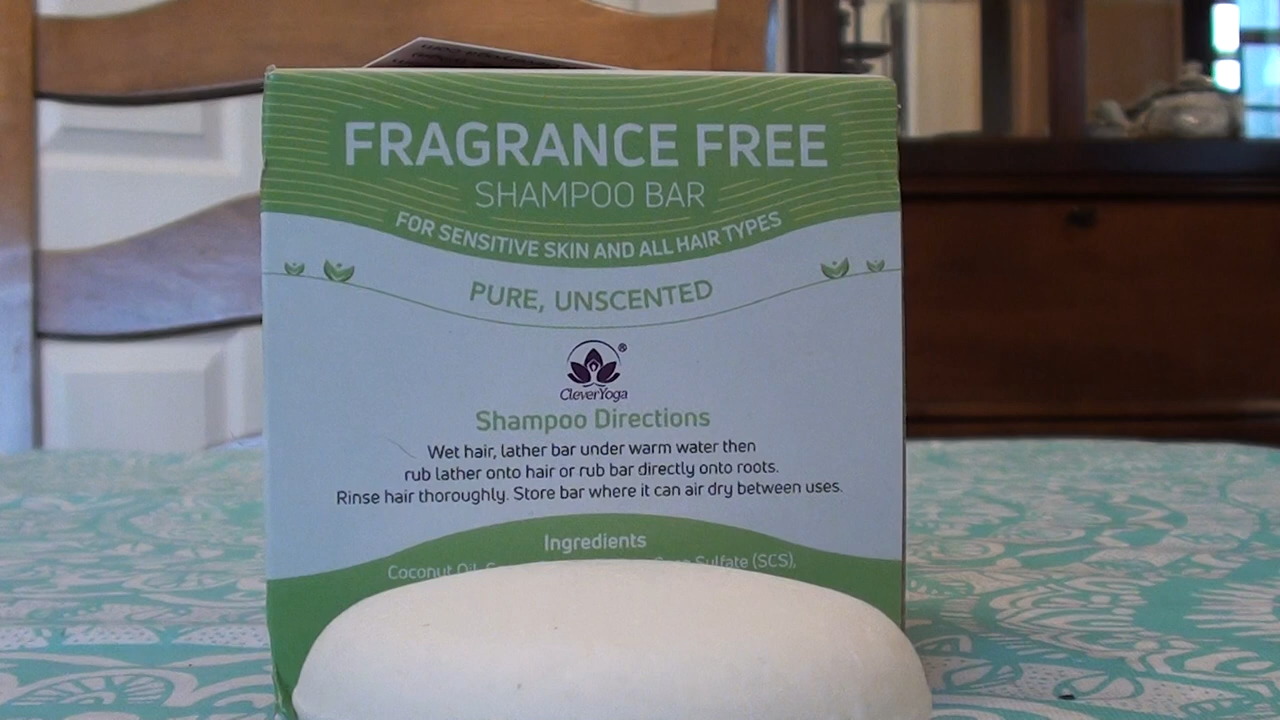 FRAGRANCE FREE
SHAMPOO BAR
FOR SENSITIVE SKIN AND ALL HAIR TYPES
PURE, UNSCENTED
®
CleverYoga
Shampoo Directions
Wet hair, lather bar under warm water then
rub lather onto hair or rub bar directly onto roots.
Rinse hair thoroughly. Store bar where it can air dry between uses.
Ingredients
Coconut Oil, Sulfate (SCS),